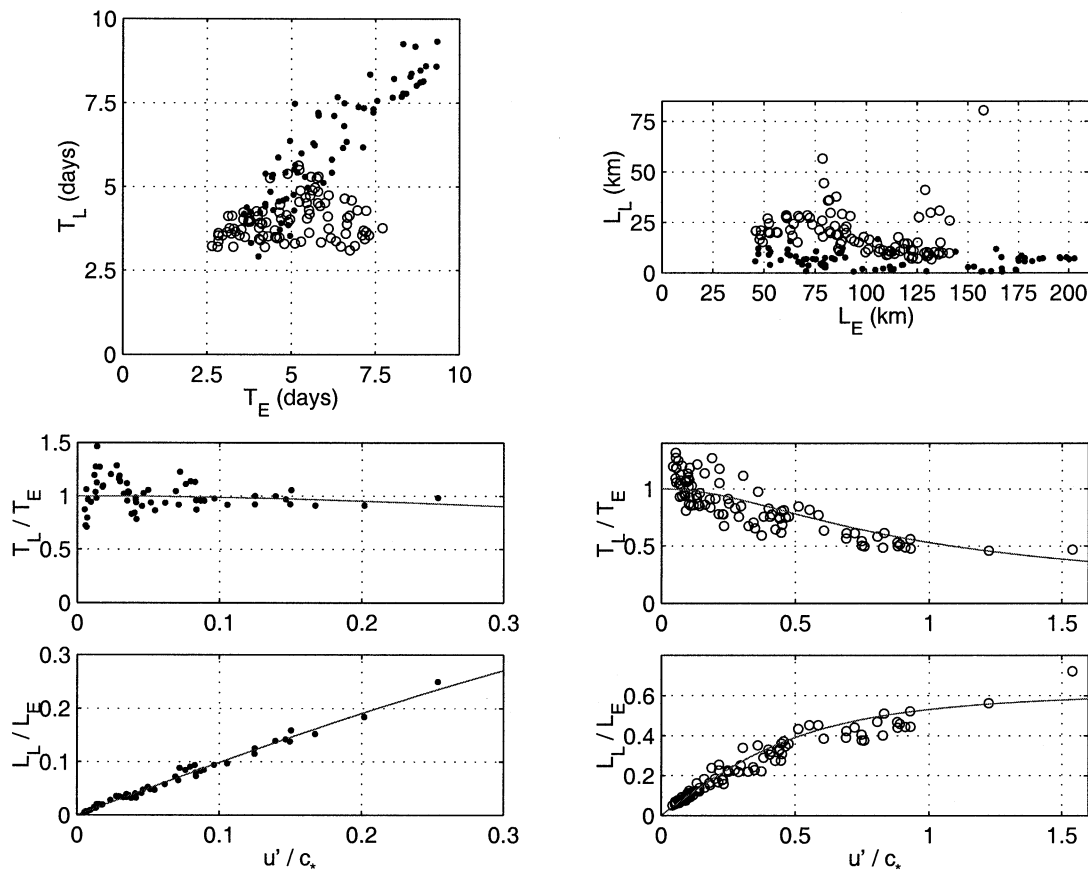 10
7.5
5
2.5
0
T_L (days)
0 2.5 5 7.5 10
T_E (days)
75
50
25
0
L_L (km)
0 25 50 75 100 125 150 175 200
L_E (km)
1.5
1
0.5
0
T_L / T_E
0 0.1 0.2 0.3
1
0.5
0
T_L / T_E
0 0.5 1 1.5
0.3
0.2
0.1
0
L_L / L_E
0 0.1 0.2 0.3
u' / c_*
0.6
0.4
0.2
0
L_L / L_E
0 0.5 1 1.5
u' / c_*